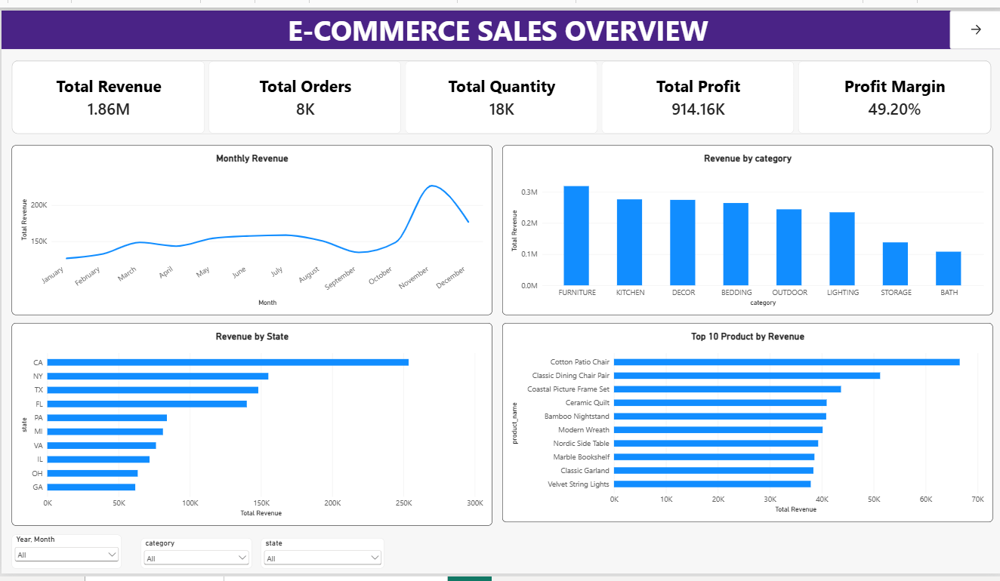 E-COMMERCE SALES OVERVIEW
Total Revenue
1.86M
Total Orders
8K
Total Quantity
18K
Total Profit
914.16K
Profit Margin
49.20%
Monthly Revenue
Total Revenue
200K
150K
January
February
March
April
May
June
July
August
September
October
November
December
Month
Revenue by category
Total Revenue
0.3M
0.2M
0.1M
0.0M
FURNITURE
KITCHEN
DECOR
BEDDING
OUTDOOR
LIGHTING
STORAGE
BATH
category
Revenue by State
state
CA
NY
TX
FL
PA
MI
VA
IL
OH
GA
0K
50K
100K
150K
200K
250K
300K
Total Revenue
Top 10 Product by Revenue
product_name
Cotton Patio Chair
Classic Dining Chair Pair
Coastal Picture Frame Set
Ceramic Quilt
Bamboo Nightstand
Modern Wreath
Nordic Side Table
Marble Bookshelf
Classic Garland
Velvet String Lights
0K
10K
20K
30K
40K
50K
60K
70K
Total Revenue
Year, Month
All
category
All
state
All